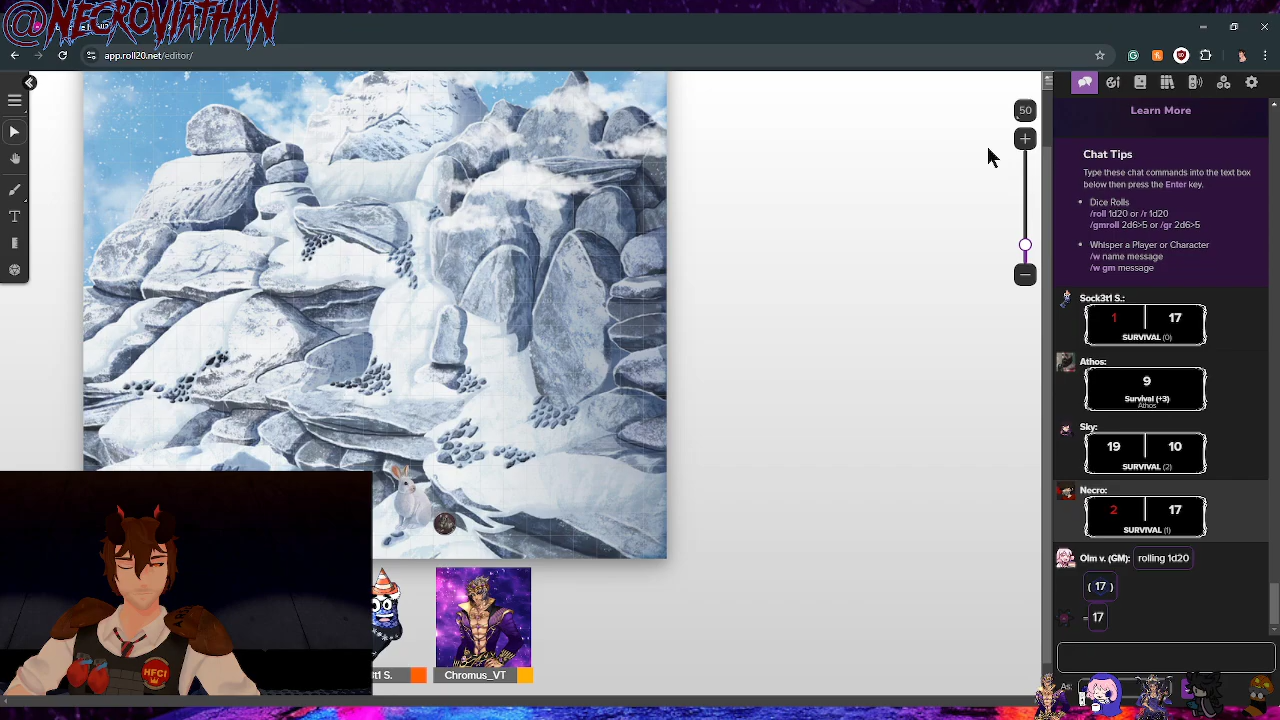 @NECROVIATHAN
app.roll20.net/editor/
50
Learn More
Chat Tips
Type these chat commands into the text box
below then press the Enter key.
Dice Rolls
/roll 1d20 or /r 1d20
/gmroll 2d6>5 or /gr 2d6>5
Whisper a Player or Character
/w name message
/w gm message
Sock3t1 S.:
1 17
SURVIVAL (0)
Athos:
9
Survival (+3)
Athos
Sky:
19 10
SURVIVAL (2)
Necro:
2 17
SURVIVAL (1)
Olm v. (GM): rolling 1d20
(17)
=17
HFCI
3t1 S.
Chromus_VT